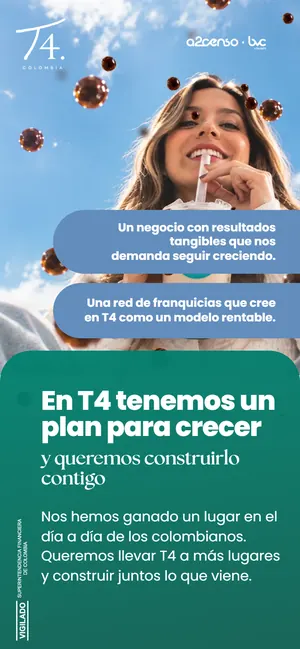 T4.
COLOMBIA
a2censo • bvc
Un negocio con resultados
tangibles que nos
demanda seguir creciendo.
Una red de franquicias que cree
en T4 como un modelo rentable.
En T4 tenemos un
plan para crecer
y queremos construirlo
contigo
Nos hemos ganado un lugar en el
día a día de los colombianos.
Queremos llevar T4 a más lugares
y construir juntos lo que viene.
VIGILADO
SUPERINTENDENCIA FINANCIERA
DE COLOMBIA